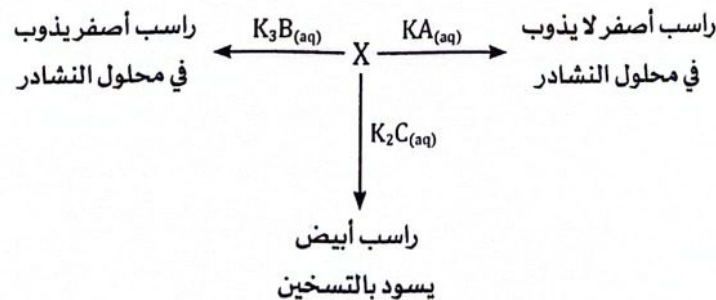 راسب أصفر يذوب
في محلول النشادر
K₃B₍aq₎
X
KA₍aq₎
راسب أصفر لا يذوب
في محلول النشادر
K₂C₍aq₎
راسب أبيض
يسود بالتسخين